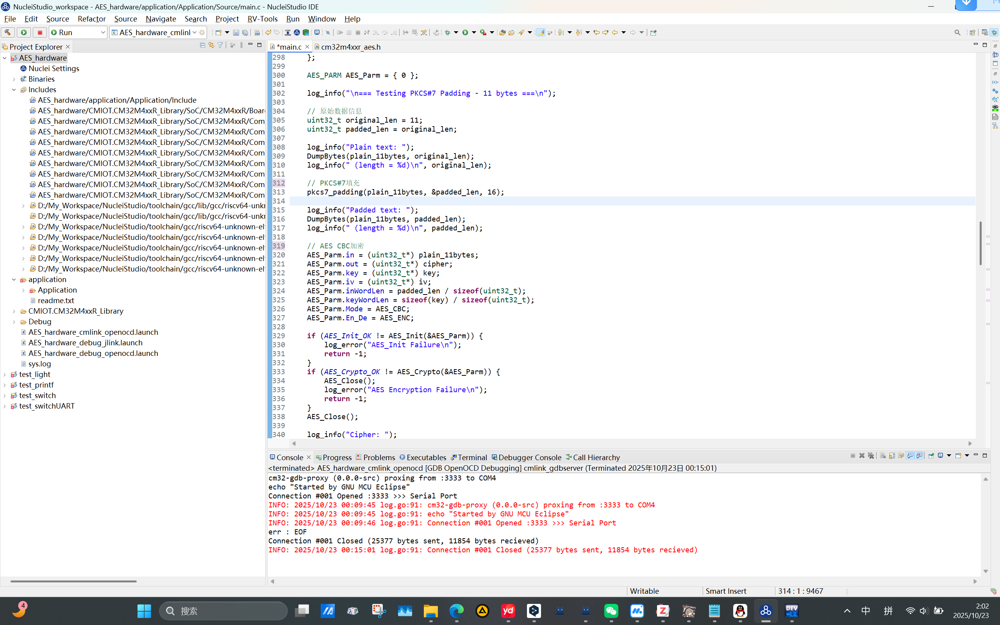 NucleiStudio_workspace - AES_hardware/application/Application/Source/main.c - NucleiStudio IDE
File Edit Source Refactor Source Navigate Search Project RV-Tools Run Window Help
Run AES_hardware_cmlinl
Project Explorer
AES_hardware
Nuclei Settings
Binaries
Includes
AES_hardware/application/Application/Include
AES_hardware/CMIOT.CM32M4xxR_Library/SoC/CM32M4xxR/Boar
AES_hardware/CMIOT.CM32M4xxR_Library/SoC/CM32M4xxR/Com
AES_hardware/CMIOT.CM32M4xxR_Library/SoC/CM32M4xxR/Com
AES_hardware/CMIOT.CM32M4xxR_Library/SoC/CM32M4xxR/Com
AES_hardware/CMIOT.CM32M4xxR_Library/SoC/CM32M4xxR/Com
AES_hardware/CMIOT.CM32M4xxR_Library/SoC/CM32M4xxR/Com
AES_hardware/CMIOT.CM32M4xxR_Library/SoC/CM32M4xxR/Com
AES_hardware/CMIOT.CM32M4xxR_Library/SoC/CM32M4xxR/Com
AES_hardware/CMIOT.CM32M4xxR_Library/SoC/CM32M4xxR/Com
D:/My_Workspace/NucleiStudio/toolchain/gcc/lib/gcc/riscv64-unkr
D:/My_Workspace/NucleiStudio/toolchain/gcc/lib/gcc/riscv64-unkr
D:/My_Workspace/NucleiStudio/toolchain/gcc/riscv64-unknown-el
D:/My_Workspace/NucleiStudio/toolchain/gcc/riscv64-unknown-el
D:/My_Workspace/NucleiStudio/toolchain/gcc/riscv64-unknown-el
D:/My_Workspace/NucleiStudio/toolchain/gcc/riscv64-unknown-el
D:/My_Workspace/NucleiStudio/toolchain/gcc/riscv64-unknown-el
application
Application
readme.txt
CMIOT.CM32M4xxR_Library
Debug
AES_hardware_cmlink_openocd.launch
AES_hardware_debug_jlink.launch
AES_hardware_debug_openocd.launch
sys.log
test_light
test_printf
test_switch
test_switchUART
*main.c cm32m4xxr_aes.h
298     };
299
300     AES_PARM AES_Parm = { 0 };
301
302     log_info("\n=== Testing PKCS#7 Padding - 11 bytes ===\n");
303
304     // 原始数据信息
305     uint32_t original_len = 11;
306     uint32_t padded_len = original_len;
307
308     log_info("Plain text: ");
309     DumpBytes(plain_11bytes, original_len);
310     log_info(" (length = %d)\n", original_len);
311
312     // PKCS#7填充
313     pkcs7_padding(plain_11bytes, &padded_len, 16);
314
315     log_info("Padded text: ");
316     DumpBytes(plain_11bytes, padded_len);
317     log_info(" (length = %d)\n", padded_len);
318
319     // AES CBC加密
320     AES_Parm.in = (uint32_t*) plain_11bytes;
321     AES_Parm.out = (uint32_t*) cipher;
322     AES_Parm.key = (uint32_t*) key;
323     AES_Parm.iv = (uint32_t*) iv;
324     AES_Parm.inWordLen = padded_len / sizeof(uint32_t);
325     AES_Parm.keyWordLen = sizeof(key) / sizeof(uint32_t);
326     AES_Parm.Mode = AES_CBC;
327     AES_Parm.En_De = AES_ENC;
328
329     if (AES_Init_OK != AES_Init(&AES_Parm)) {
330         log_error("AES_Init Failure\n");
331         return -1;
332     }
333     if (AES_Crypto_OK != AES_Crypto(&AES_Parm)) {
334         AES_Close();
335         log_error("AES Encryption Failure\n");
336         return -1;
337     }
338     AES_Close();
339
340     log_info("Cipher: ");
Console Progress Problems Executables Terminal Debugger Console Call Hierarchy
<terminated> AES_hardware_cmlink_openocd [GDB OpenOCD Debugging] cmlink_gdbserver (Terminated 2025年10月23日 00:15:01)
cm32-gdb-proxy (0.0.0-src) proxing from :3333 to COM4
echo "Started by GNU MCU Eclipse"
Connection #001 Opened :3333 >>> Serial Port
INFO: 2025/10/23 00:09:45 log.go:91: cm32-gdb-proxy (0.0.0-src) proxing from :3333 to COM4
INFO: 2025/10/23 00:09:45 log.go:91: echo "Started by GNU MCU Eclipse"
INFO: 2025/10/23 00:09:46 log.go:91: Connection #001 Opened :3333 >>> Serial Port
err : EOF
Connection #001 Closed (25377 bytes sent, 11854 bytes recieved)
INFO: 2025/10/23 00:15:01 log.go:91: Connection #001 Closed (25377 bytes sent, 11854 bytes recieved)
Writable Smart Insert 314 : 1 : 9467
4
搜索
yd
DEV
C++
中 拼
2:02
2025/10/23